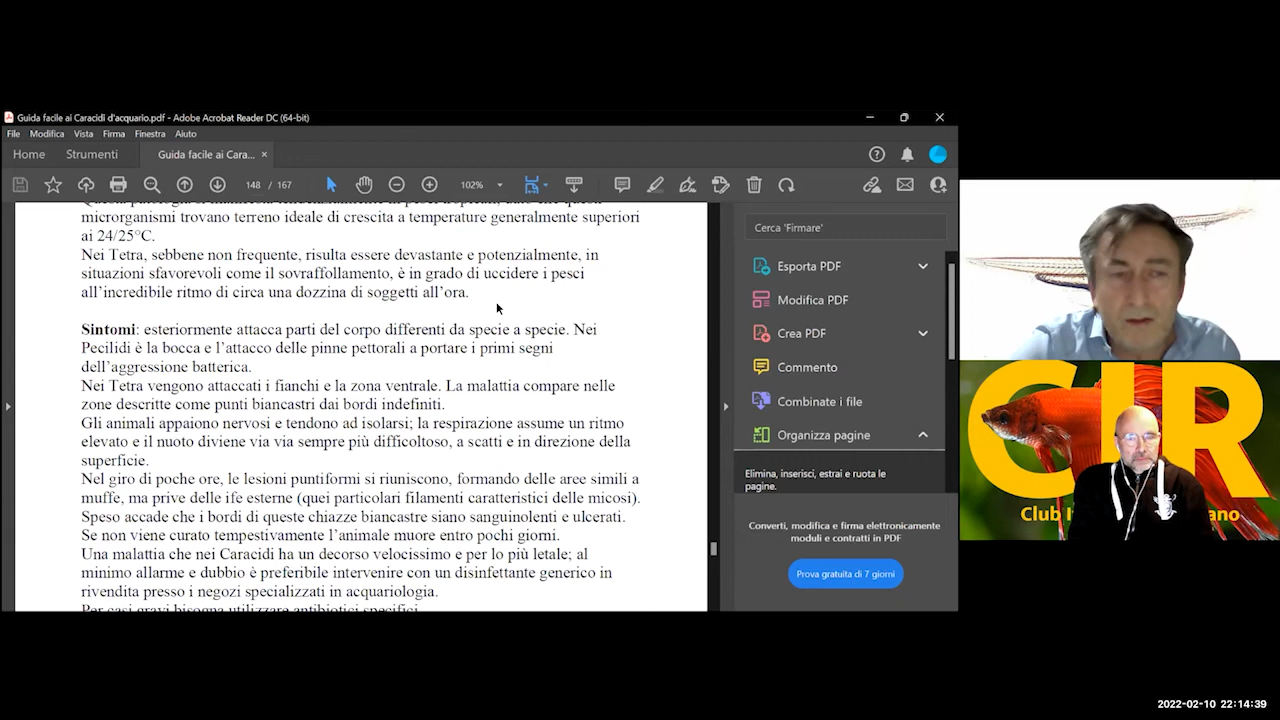 Guida facile ai Caracidi d'acquario.pdf - Adobe Acrobat Reader DC (64-bit)
File Modifica Vista Firma Finestra Aiuto
Home Strumenti Guida facile ai Cara... ×
148 / 167 102%
microrganismi trovano terreno ideale di crescita a temperature generalmente superiori
ai 24/25°C.
Nei Tetra, sebbene non frequente, risulta essere devastante e potenzialmente, in
situazioni sfavorevoli come il sovraffollamento, è in grado di uccidere i pesci
all'incredibile ritmo di circa una dozzina di soggetti all'ora.
Sintomi: esteriormente attacca parti del corpo differenti da specie a specie. Nei
Pecilidi è la bocca e l'attacco delle pinne pettorali a portare i primi segni
dell'aggressione batterica.
Nei Tetra vengono attaccati i fianchi e la zona ventrale. La malattia compare nelle
zone descritte come punti biancastri dai bordi indefiniti.
Gli animali appaiono nervosi e tendono ad isolarsi; la respirazione assume un ritmo
elevato e il nuoto diviene via via sempre più difficoltoso, a scatti e in direzione della
superficie.
Nel giro di poche ore, le lesioni puntiformi si riuniscono, formando delle aree simili a
muffe, ma prive delle ife esterne (quei particolari filamenti caratteristici delle micosi).
Speso accade che i bordi di queste chiazze biancastre siano sanguinolenti e ulcerati.
Se non viene curato tempestivamente l'animale muore entro pochi giorni.
Una malattia che nei Caracidi ha un decorso velocissimo e per lo più letale; al
minimo allarme e dubbio è preferibile intervenire con un disinfettante generico in
rivendita presso i negozi specializzati in acquariologia.
Per casi gravi bisogna utilizzare antibiotici specifici
Cerca 'Firmare'
Esporta PDF
Modifica PDF
Crea PDF
Commento
Combinate i file
Organizza pagine
Elimina, inserisci, estrai e ruota le
pagine.
Converti, modifica e firma elettronicamente
moduli e contratti in PDF
Prova gratuita di 7 giorni
CIR
Club I ano
2022-02-10 22:14:39